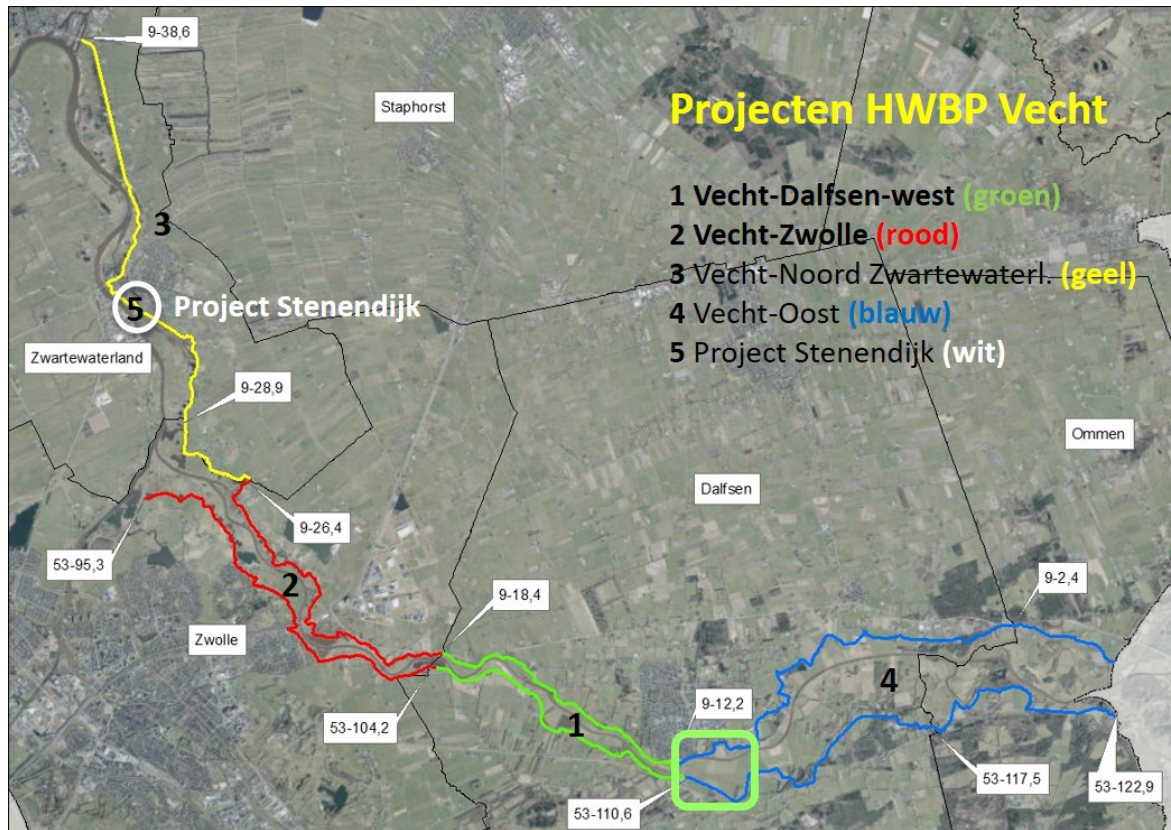 9-38,6
Staphorst
Projecten HWBP Vecht
1 Vecht-Dalfsen-west (groen)
2 Vecht-Zwolle (rood)
3 Vecht-Noord Zwartewaterl. (geel)
4 Vecht-Oost (blauw)
5 Project Stenendijk (wit)
3
5 Project Stenendijk
Zwartewaterland
9-28,9
Ommen
Dalfsen
9-26,4
53-95,3
2
9-18,4
9-2,4
Zwolle
4
9-12,2
1
53-104,2
53-117,5
53-122,9
53-110,6